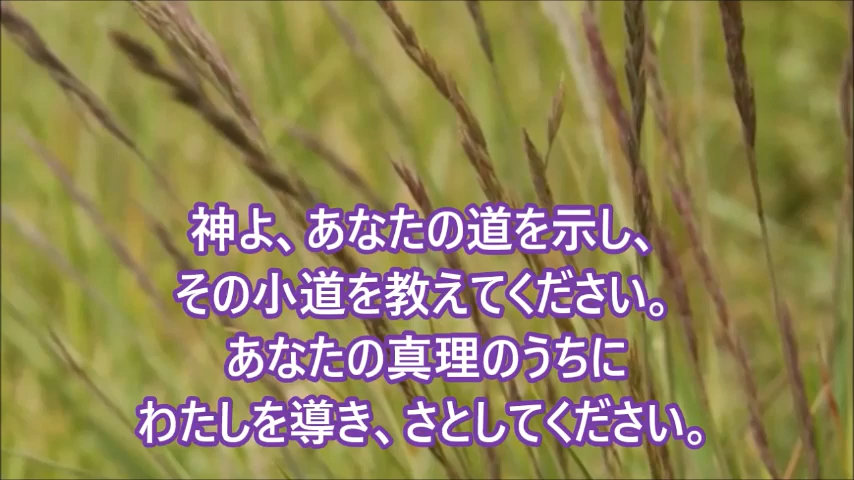 神よ、あなたの道を示し、
その小道を教えてください。
あなたの真理のうちに
わたしを導き、さとしてください。